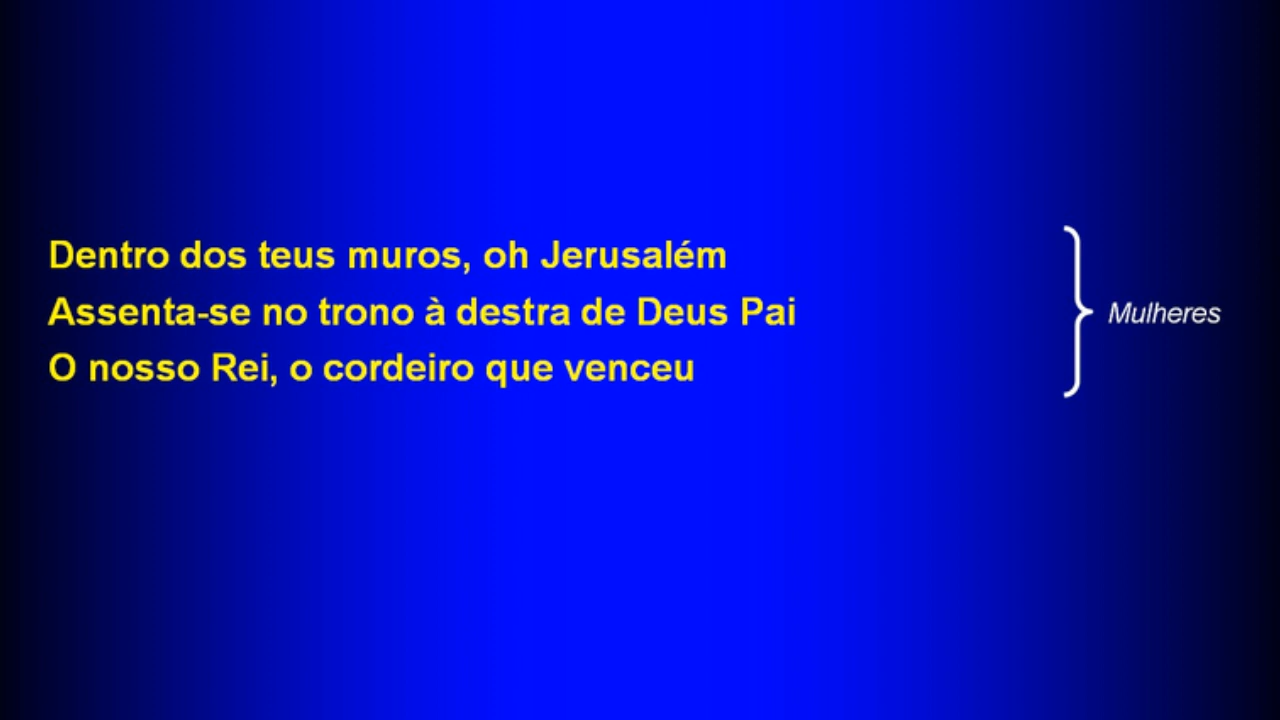 Dentro dos teus muros, oh Jerusalém
Assenta-se no trono à destra de Deus Pai
O nosso Rei, o cordeiro que venceu
Mulheres